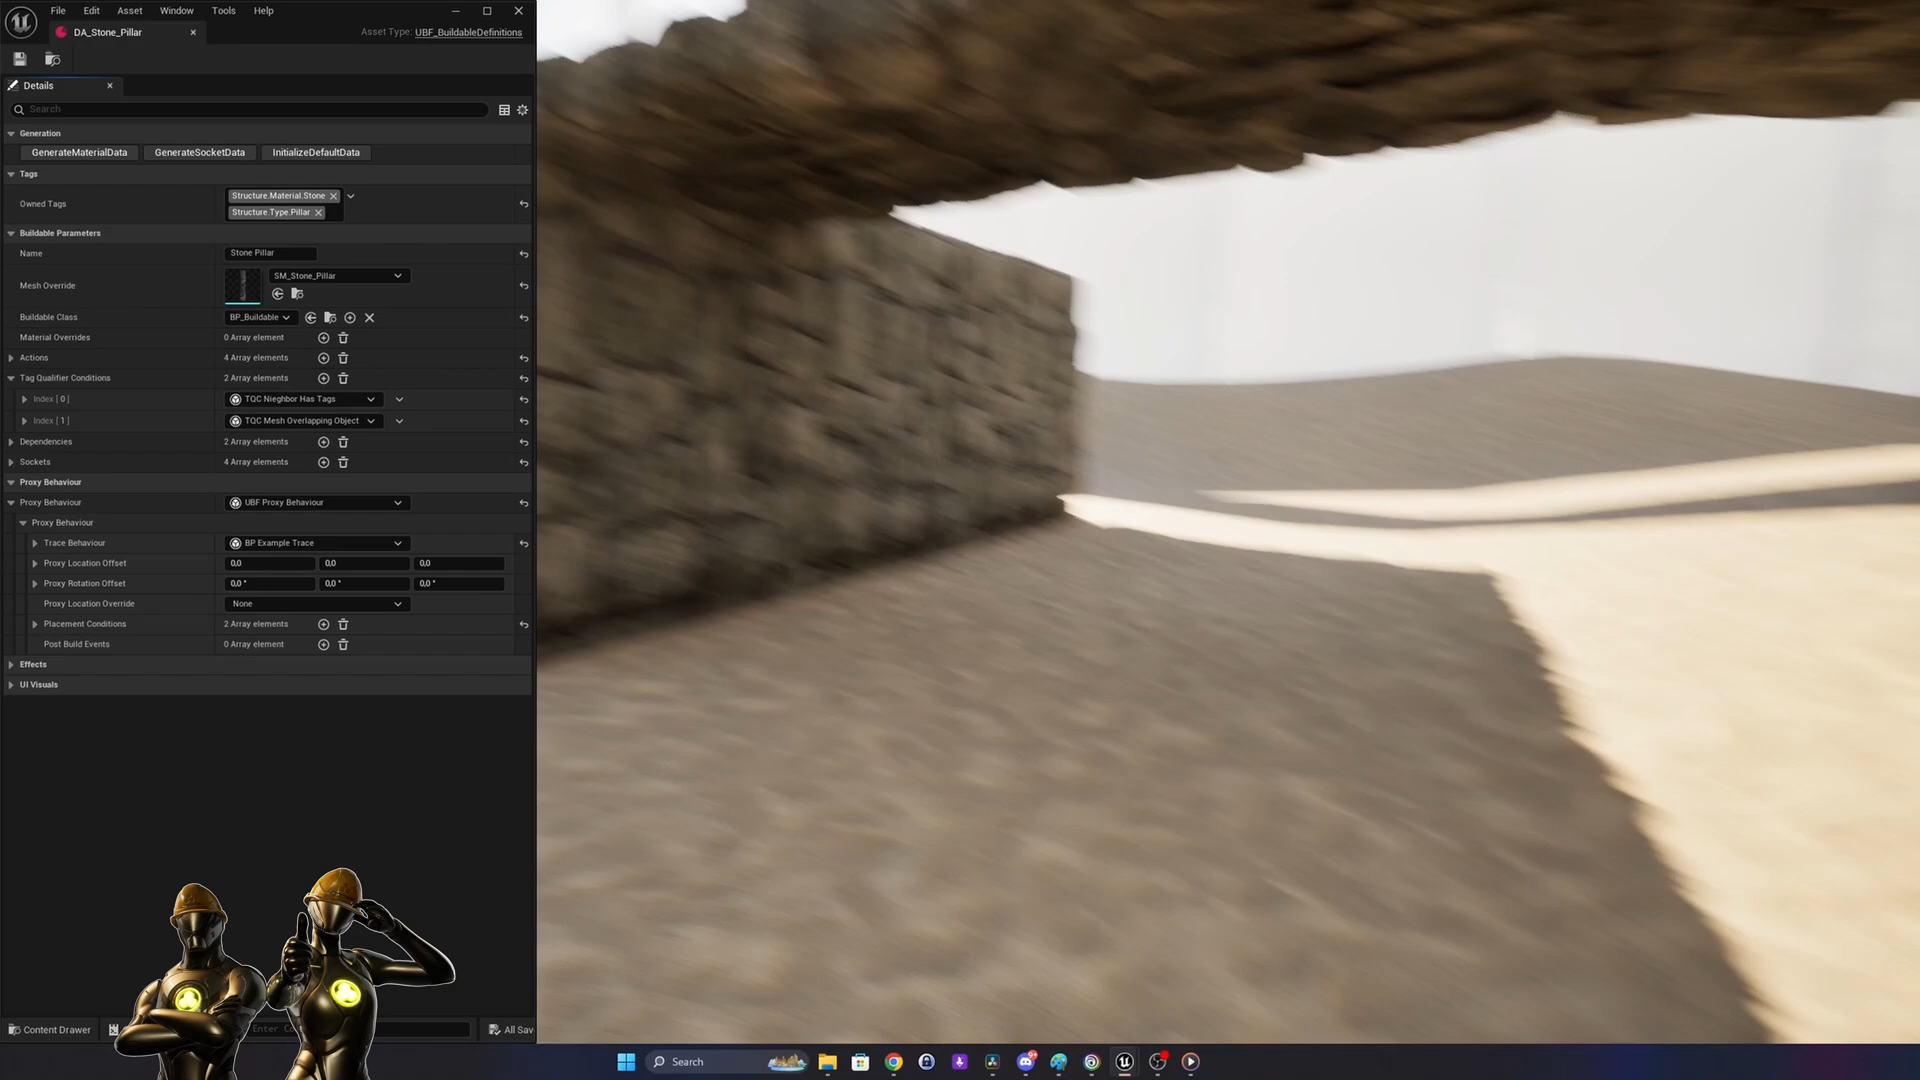 File Edit Asset Window Tools Help
DA_Stone_Pillar
Asset Type: UBF_BuildableDefinitions
Details
Search
Generation
GenerateMaterialData GenerateSocketData InitializeDefaultData
Tags
Owned Tags
Structure.Material.Stone
Structure.Type.Pillar
Buildable Parameters
Name Stone Pillar
Mesh Override SM_Stone_Pillar
Buildable Class BP_Buildable
Material Overrides 0 Array element
Actions 4 Array elements
Tag Qualifier Conditions 2 Array elements
Index [ 0 ] TQC Nieghbor Has Tags
Index [ 1 ] TQC Mesh Overlapping Object
Dependencies 2 Array elements
Sockets 4 Array elements
Proxy Behaviour
Proxy Behaviour UBF Proxy Behaviour
Proxy Behaviour
Trace Behaviour BP Example Trace
Proxy Location Offset 0,0 0,0 0,0
Proxy Rotation Offset 0,0 ° 0,0 ° 0,0 °
Proxy Location Override None
Placement Conditions 2 Array elements
Post Build Events 0 Array element
Effects
UI Visuals
Content Drawer Enter All Sav
Search